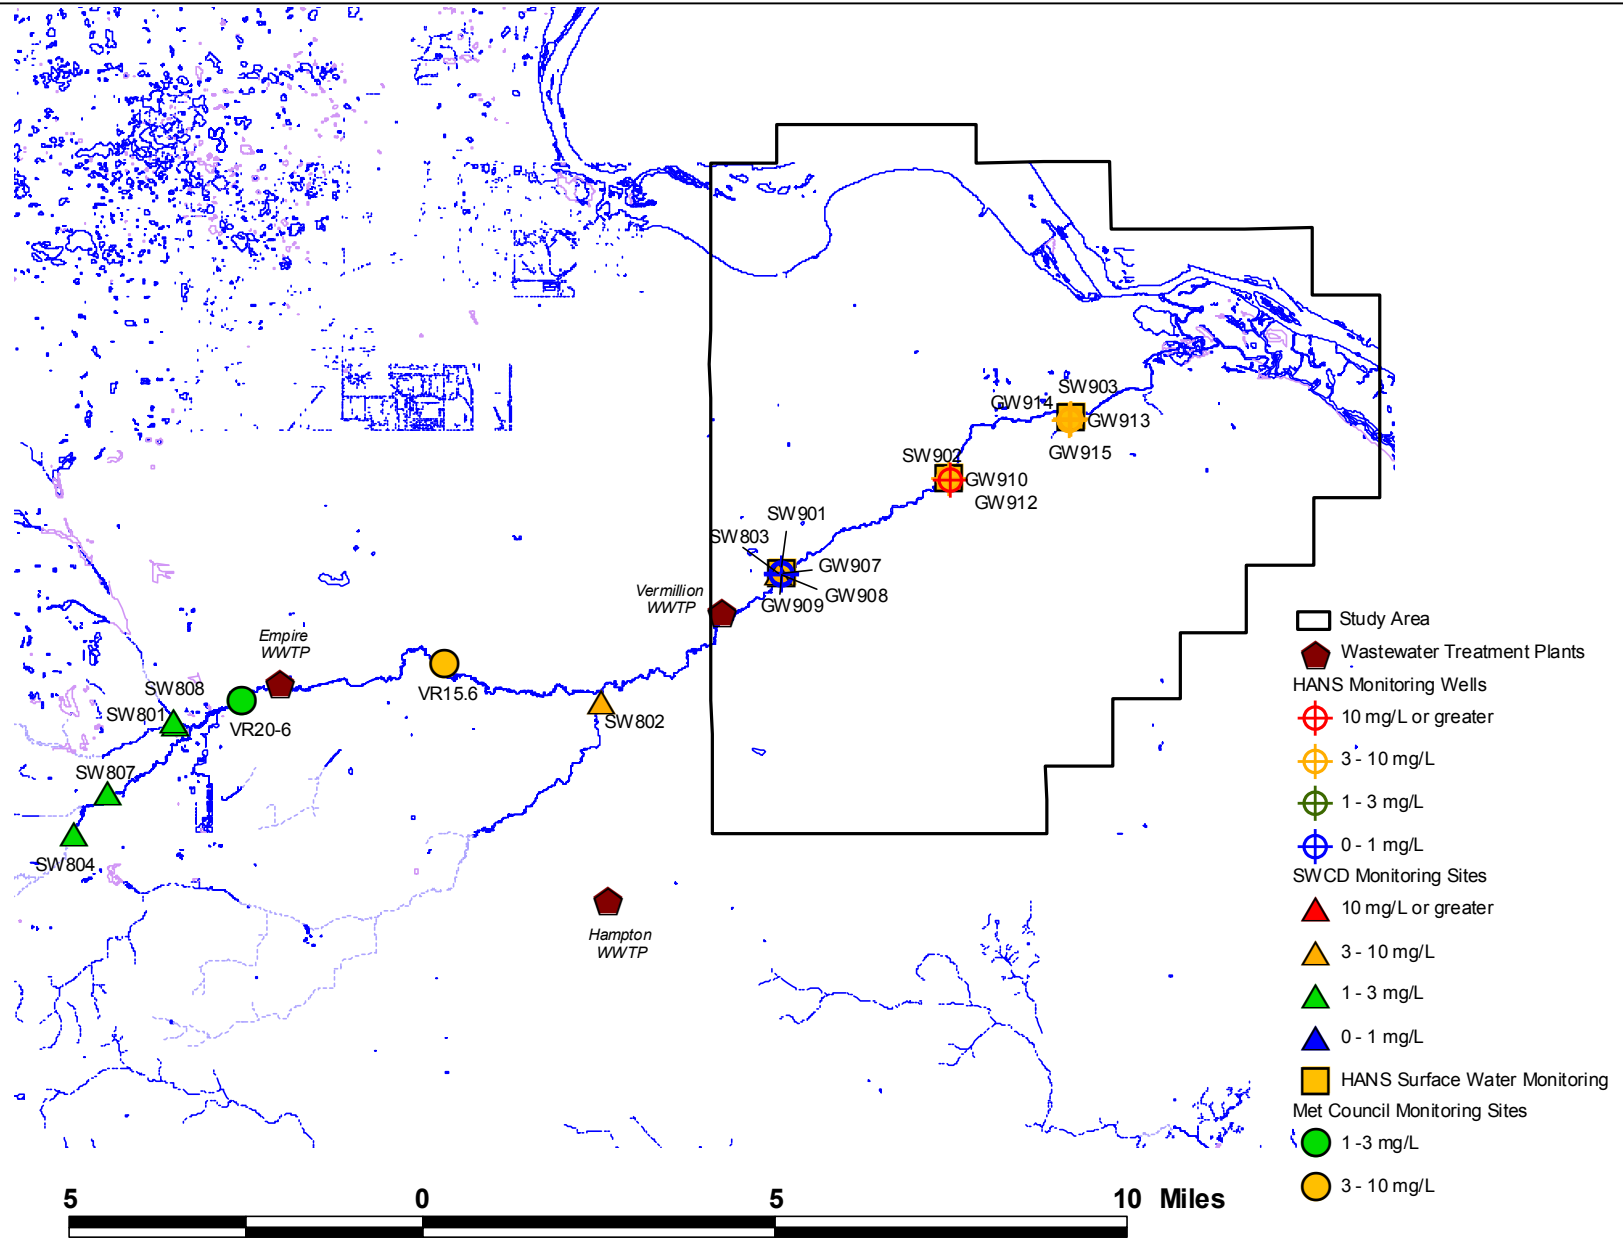 SW903
GW914
GW913
GW915
SW902
GW910
GW912
SW901
SW803
GW907
GW908
GW909
Vermillion
WWTP
Empire
WWTP
SW808
SW801
VR20-6
VR15.6
SW802
SW807
SW804
Hampton
WWTP
Study Area
Wastewater Treatment Plants
HANS Monitoring Wells
10 mg/L or greater
3 - 10 mg/L
1 - 3 mg/L
0 - 1 mg/L
SWCD Monitoring Sites
10 mg/L or greater
3 - 10 mg/L
1 - 3 mg/L
0 - 1 mg/L
HANS Surface Water Monitoring
Met Council Monitoring Sites
1 -3 mg/L
3 - 10 mg/L
5 0 5 10 Miles